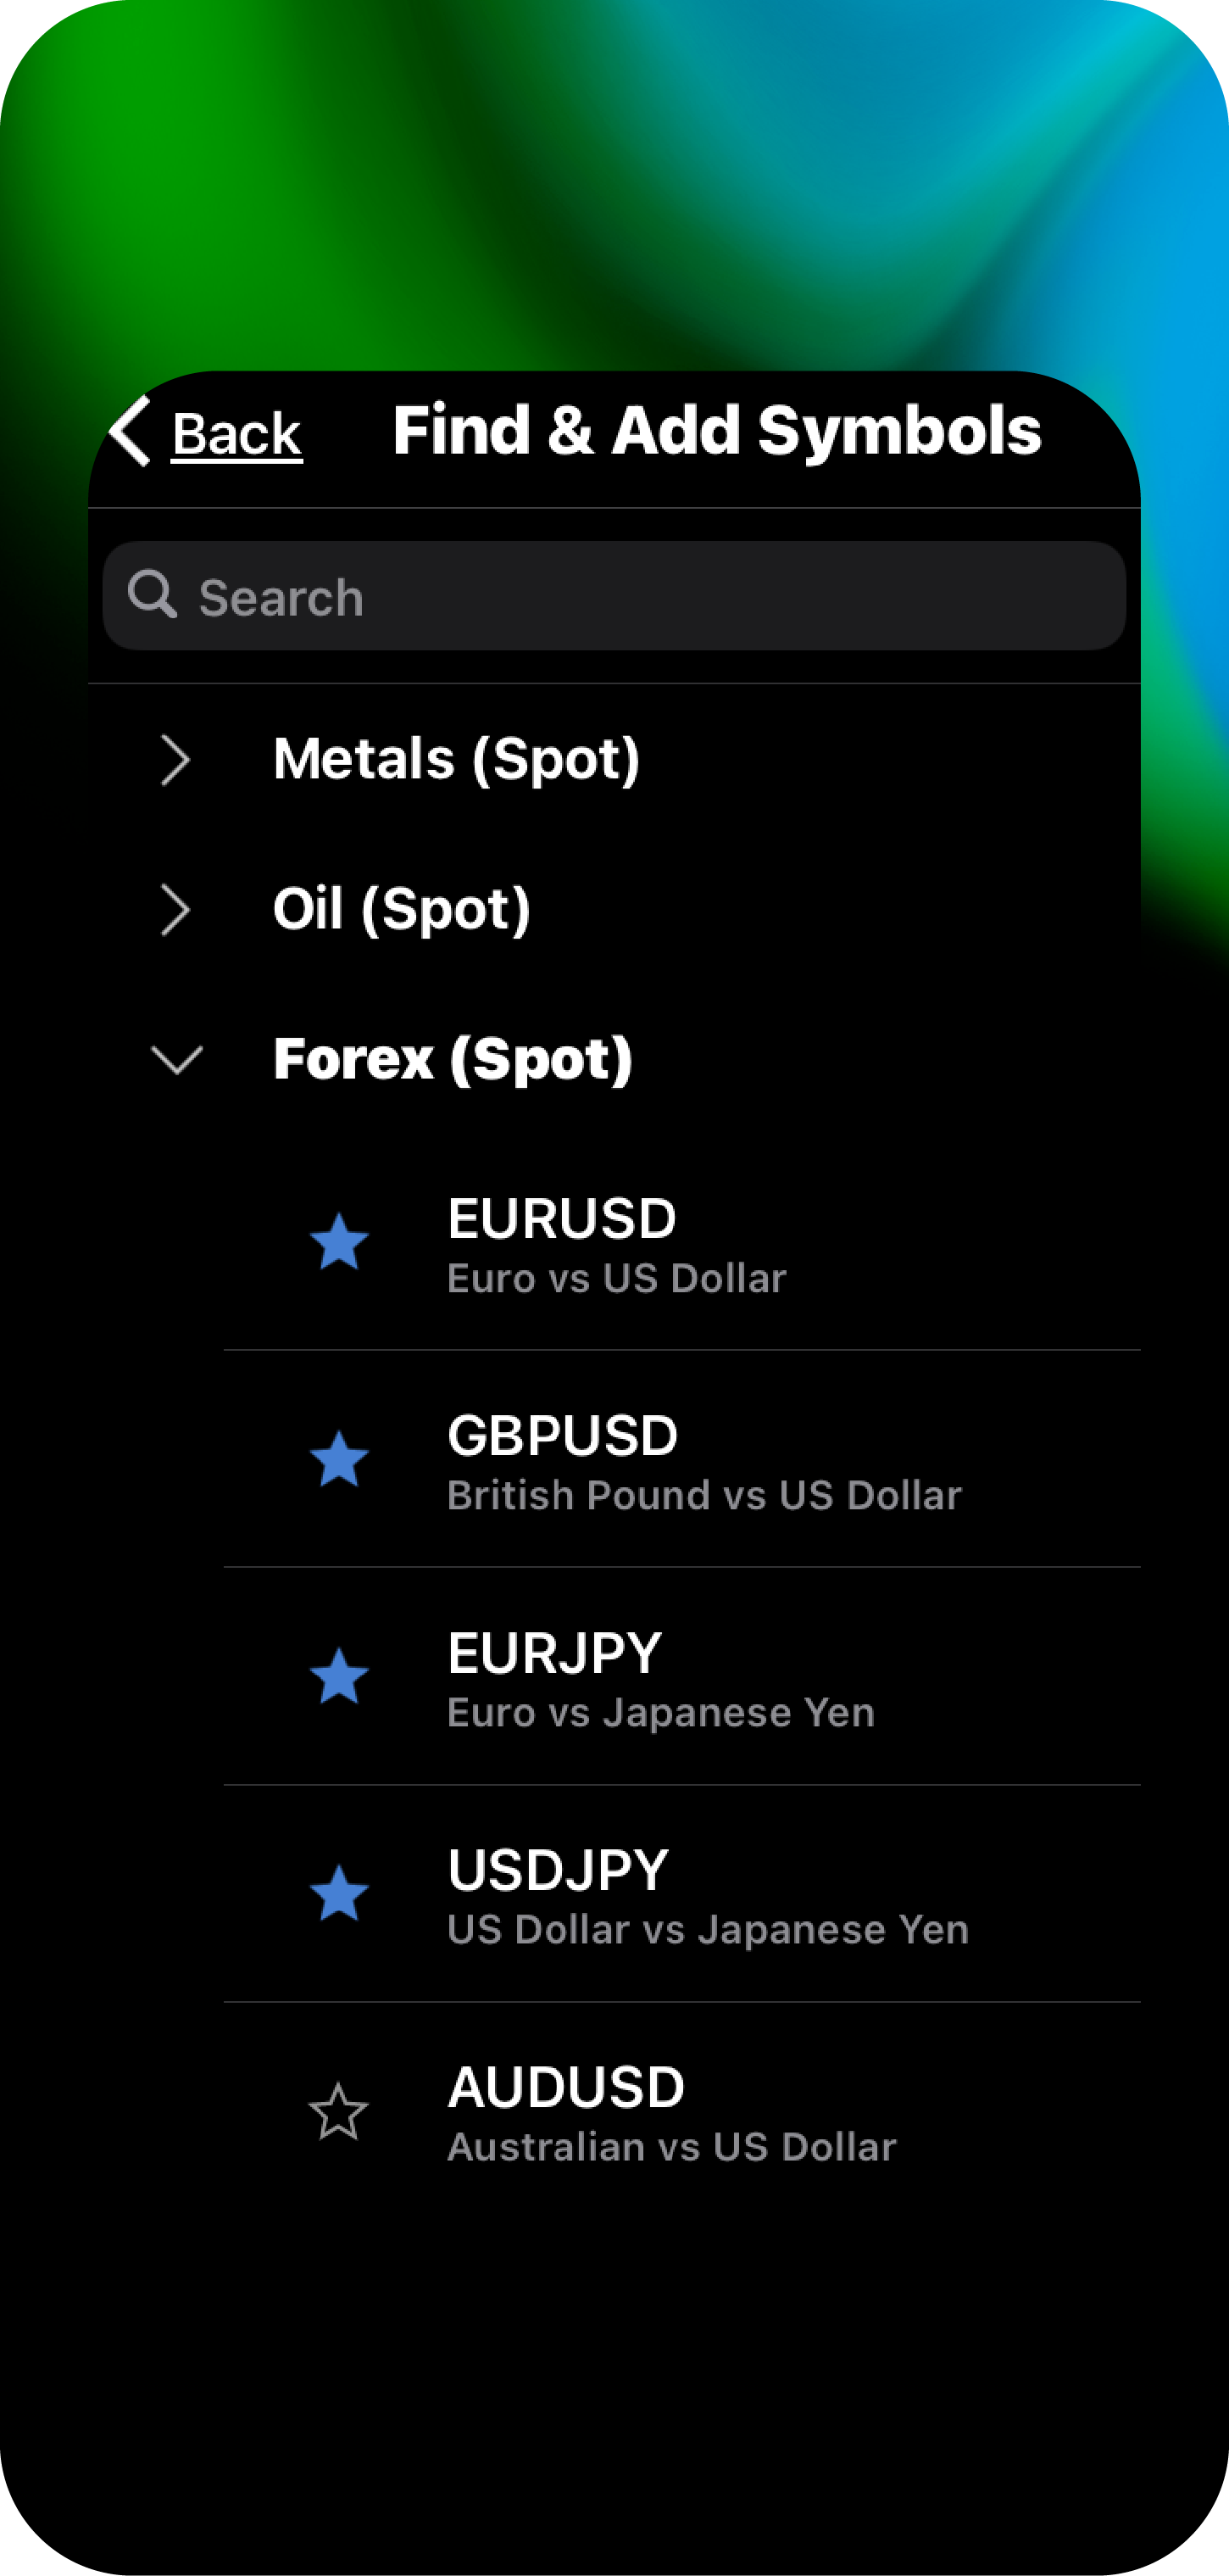 Back
Find & Add Symbols
Search
Metals (Spot)
Oil (Spot)
Forex (Spot)
EURUSD
Euro vs US Dollar
GBPUSD
British Pound vs US Dollar
EURJPY
Euro vs Japanese Yen
USDJPY
US Dollar vs Japanese Yen
AUDUSD
Australian vs US Dollar